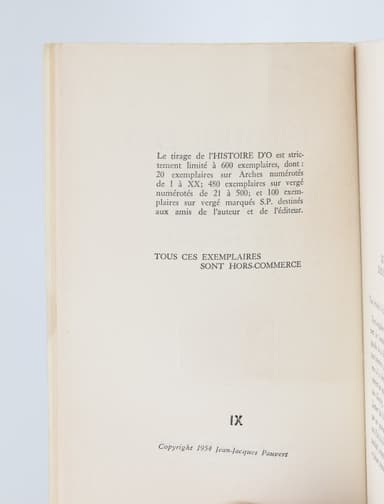 Le tirage de l'HISTOIRE D'O est stric-
tement limité à 600 exemplaires, dont :
20 exemplaires sur Arches numérotés
de I à XX; 480 exemplaires sur vergé
numérotés de 21 à 500; et 100 exem-
plaires sur vergé marqués S.P. destinés
aux amis de l'auteur et de l'éditeur.
TOUS CES EXEMPLAIRES
SONT HORS-COMMERCE
IX
Copyright 1954 Jean-Jacques Pauvert